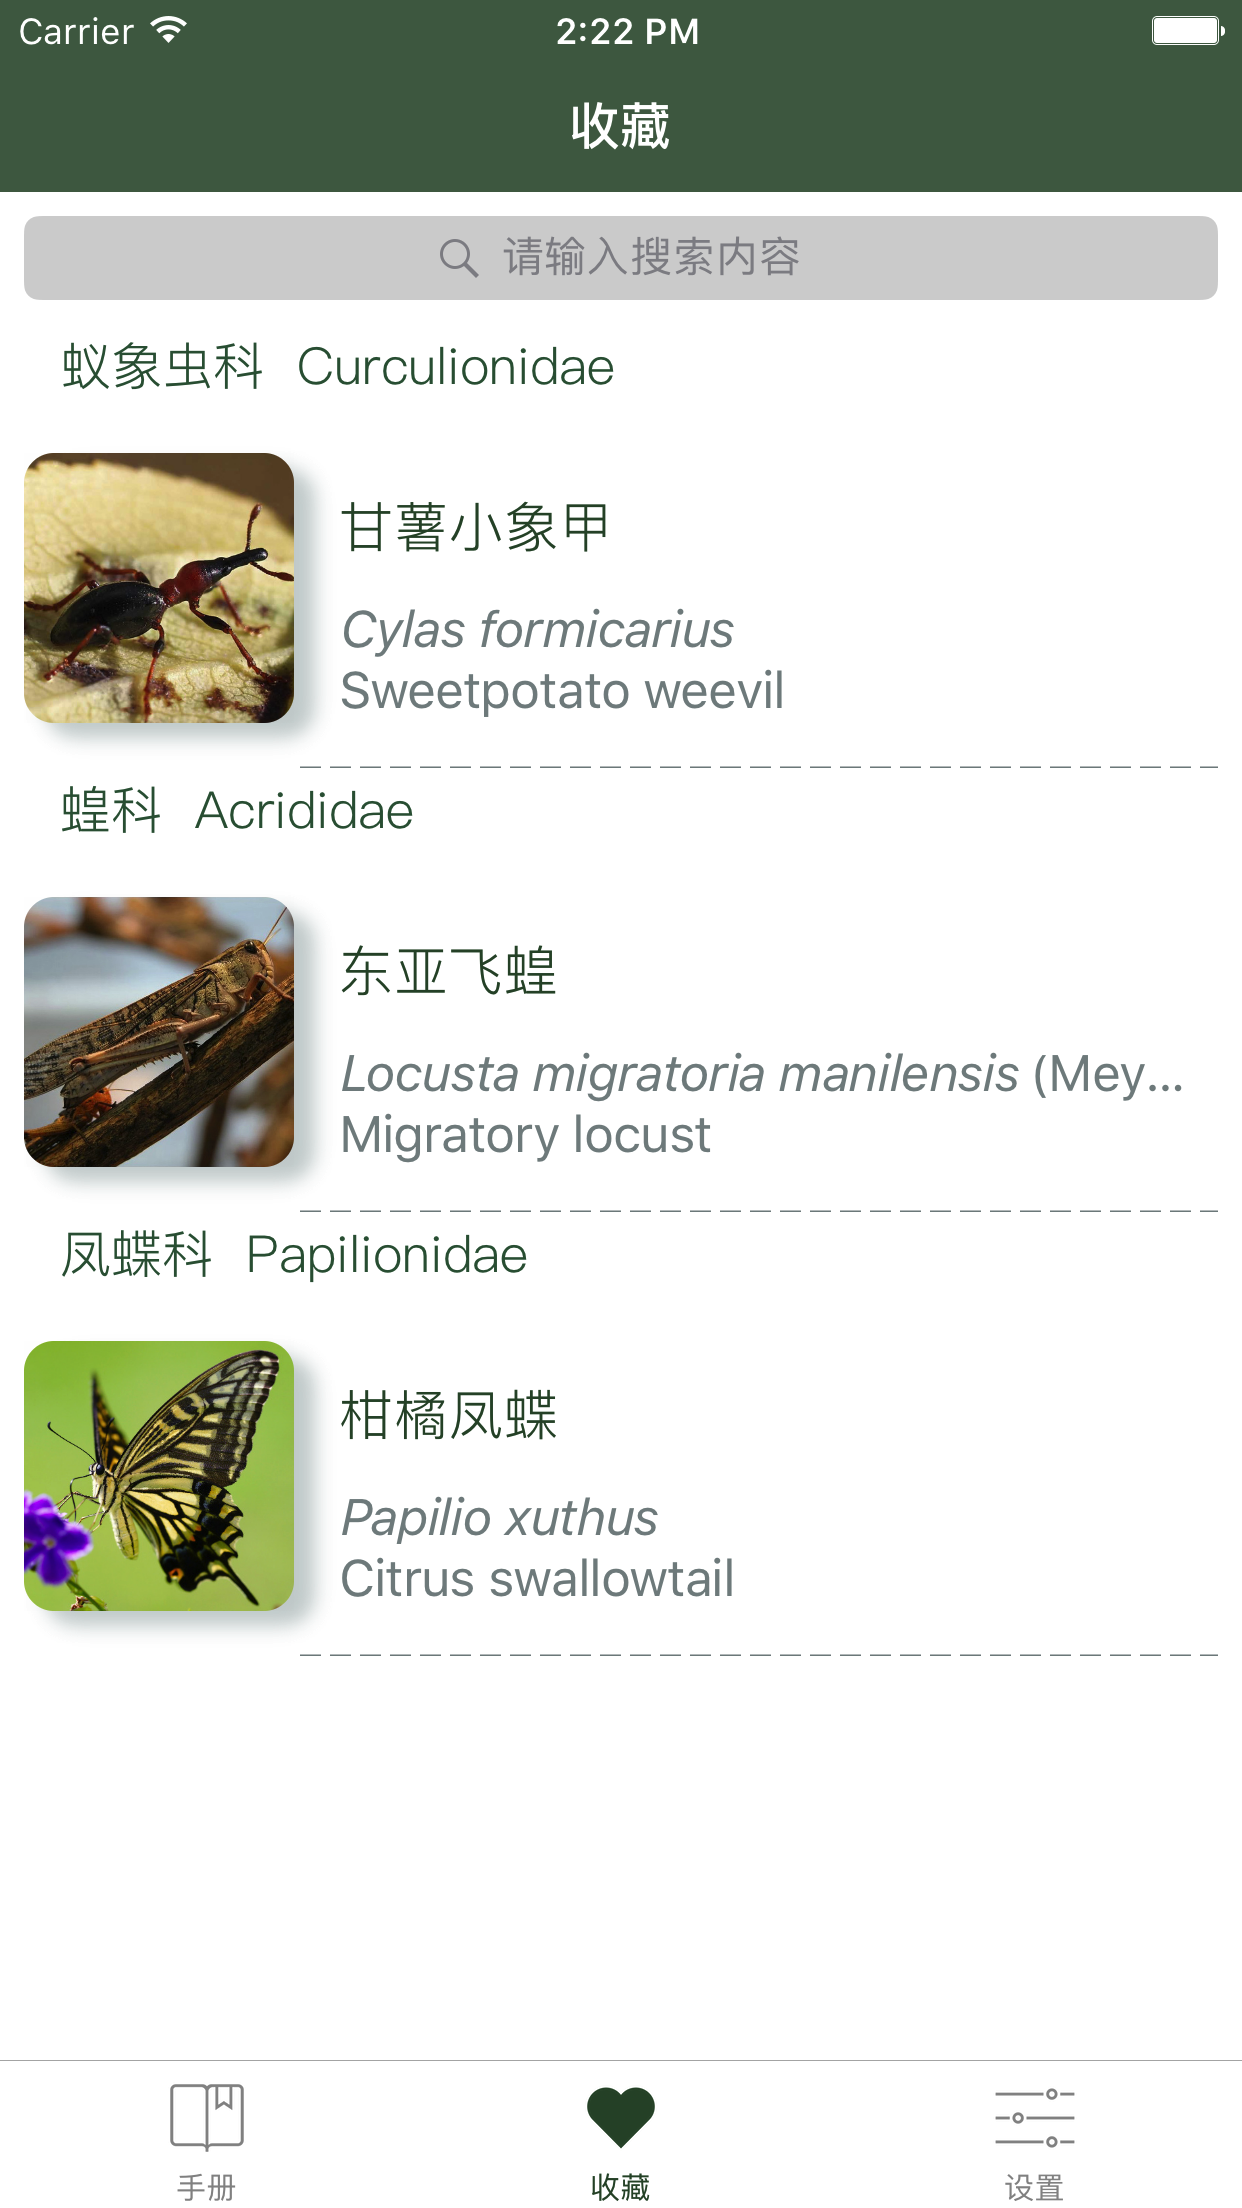 Carrier 2:22 PM
收藏
请输入搜索内容
蚁象虫科 Curculionidae
甘薯小象甲
Cylas formicarius
Sweetpotato weevil
蝗科 Acrididae
东亚飞蝗
Locusta migratoria manilensis (Mey...
Migratory locust
凤蝶科 Papilionidae
柑橘凤蝶
Papilio xuthus
Citrus swallowtail
手册 收藏 设置